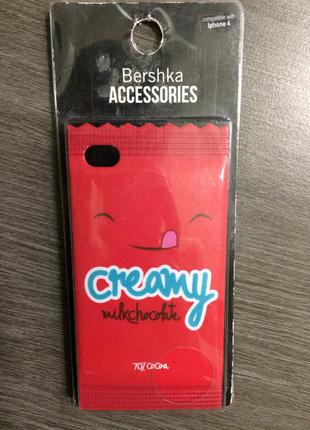 compatible with
Iphone 4
Bershka
ACCESSORIES
creamy
milkchocolate
70% cocoa